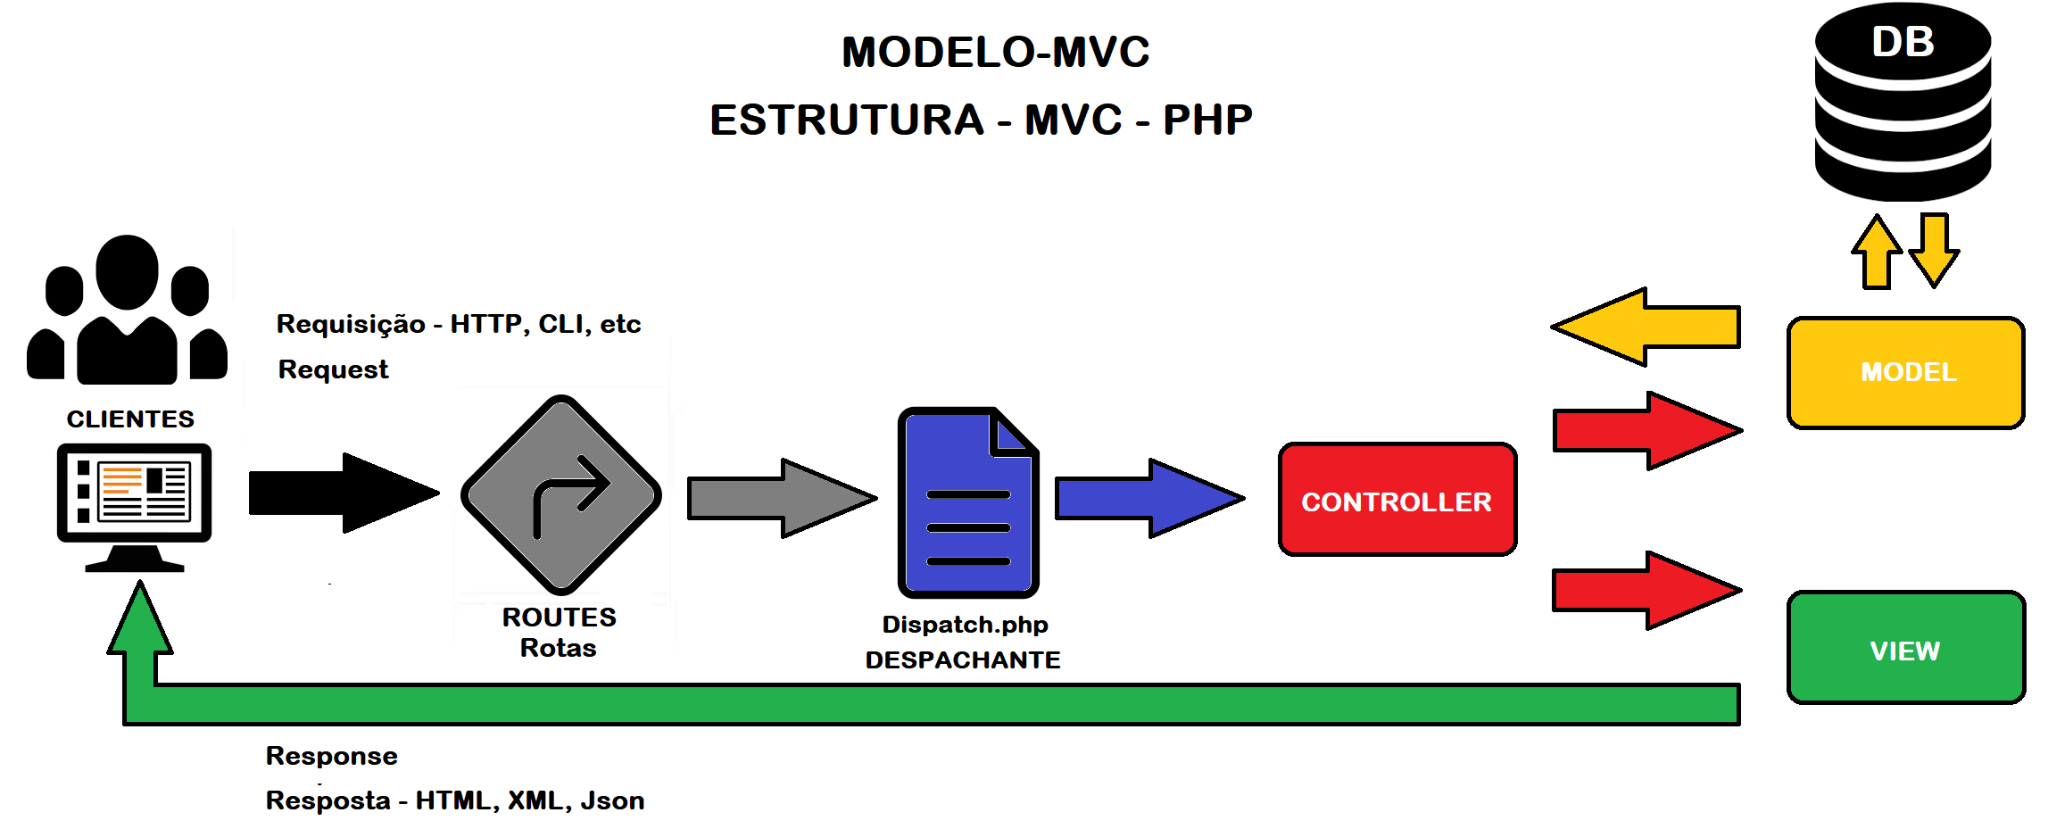 MODELO-MVC
ESTRUTURA - MVC - PHP
DB
Requisição - HTTP, CLI, etc
Request
CLIENTES
MODEL
CONTROLLER
ROUTES
Rotas
Dispatch.php
DESPACHANTE
VIEW
Response
Resposta - HTML, XML, Json